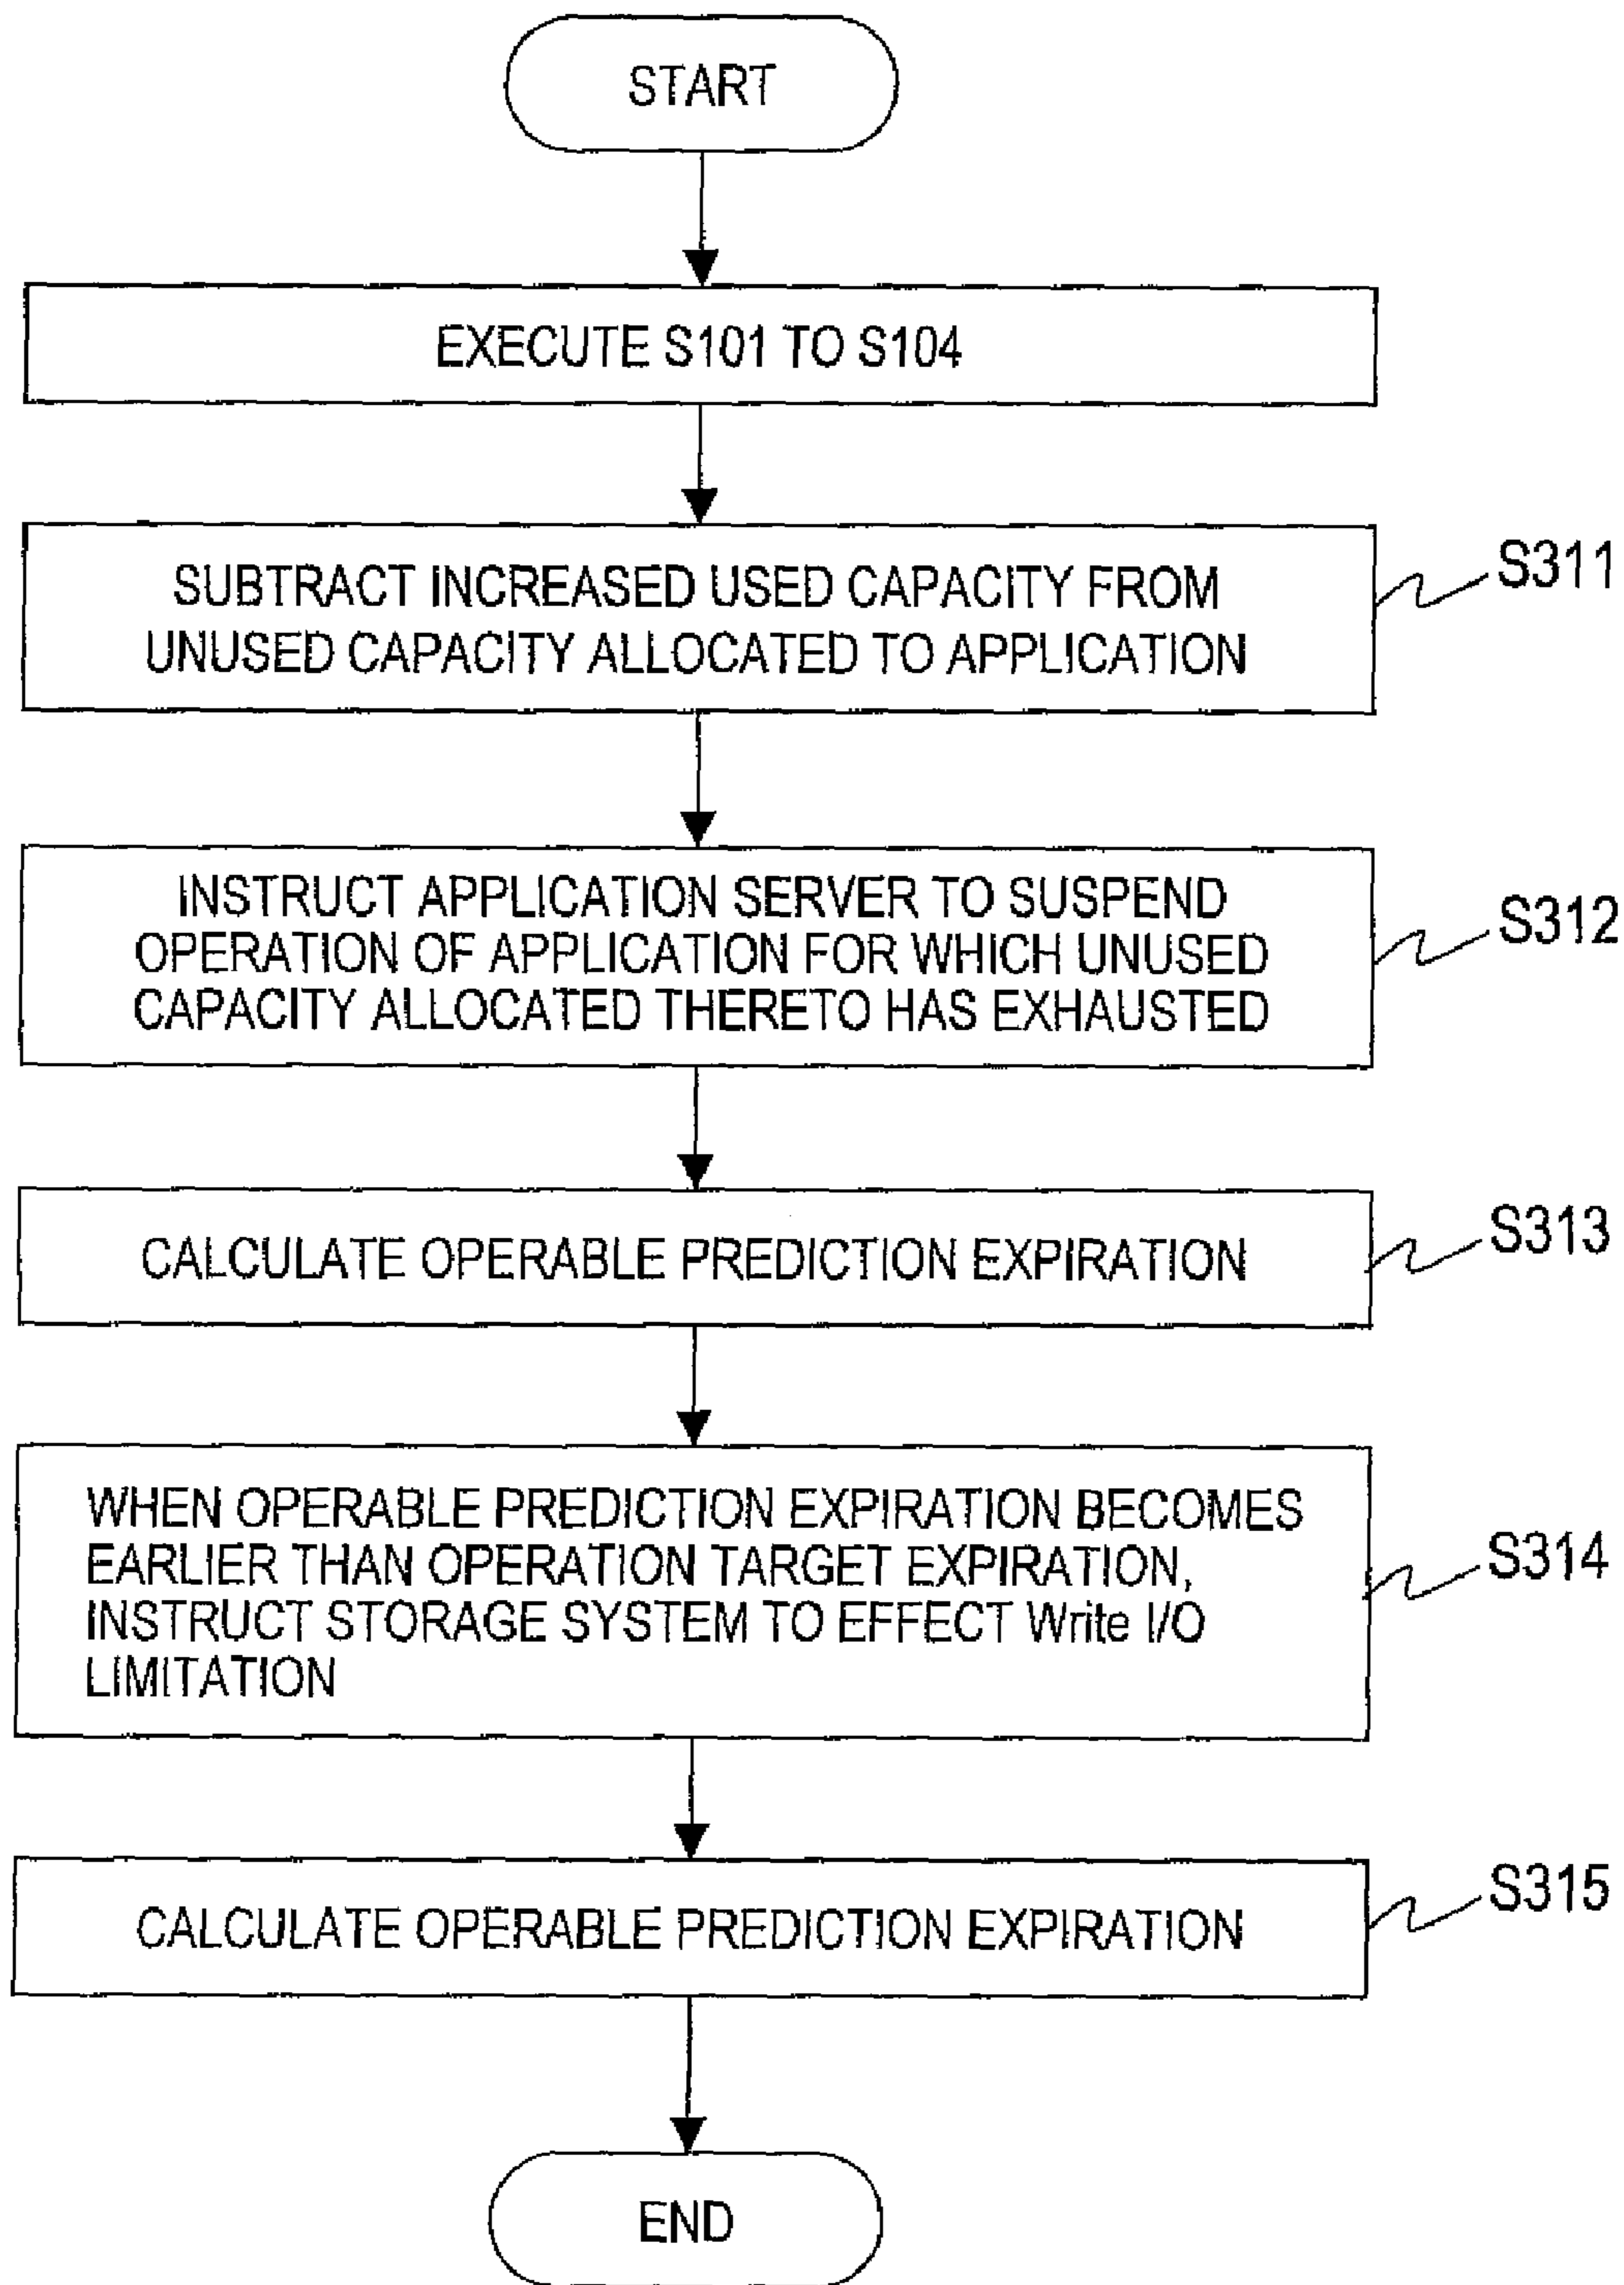 START
EXECUTE S101 TO S104
SUBTRACT INCREASED USED CAPACITY FROM
UNUSED CAPACITY ALLOCATED TO APPLICATION
S311
INSTRUCT APPLICATION SERVER TO SUSPEND
OPERATION OF APPLICATION FOR WHICH UNUSED
CAPACITY ALLOCATED THERETO HAS EXHAUSTED
S312
CALCULATE OPERABLE PREDICTION EXPIRATION
S313
WHEN OPERABLE PREDICTION EXPIRATION BECOMES
EARLIER THAN OPERATION TARGET EXPIRATION,
INSTRUCT STORAGE SYSTEM TO EFFECT Write I/O
LIMITATION
S314
CALCULATE OPERABLE PREDICTION EXPIRATION
S315
END